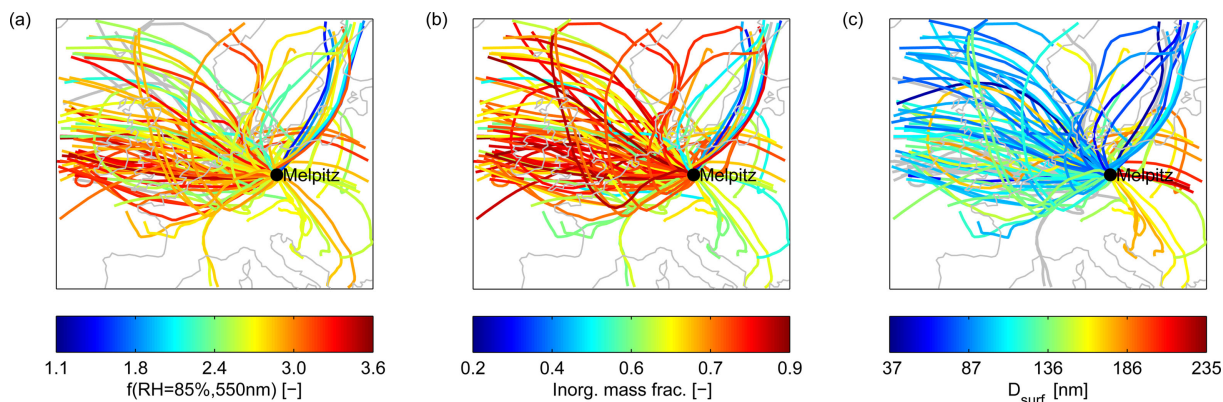 (a)
(b)
(c)
Melpitz
Melpitz
Melpitz
1.1 1.8 2.4 3.0 3.6
0.2 0.4 0.6 0.7 0.9
37 87 136 186 235
f(RH=85%,550nm) [−]
Inorg. mass frac. [−]
D_surf. [nm]